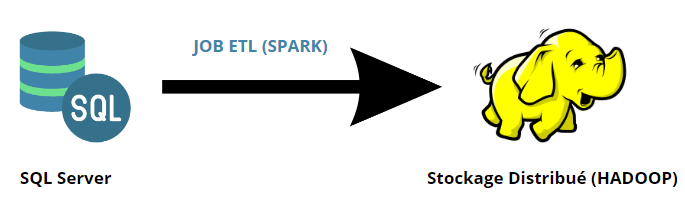 JOB ETL (SPARK)
SQL
SQL Server
Stockage Distribué (HADOOP)